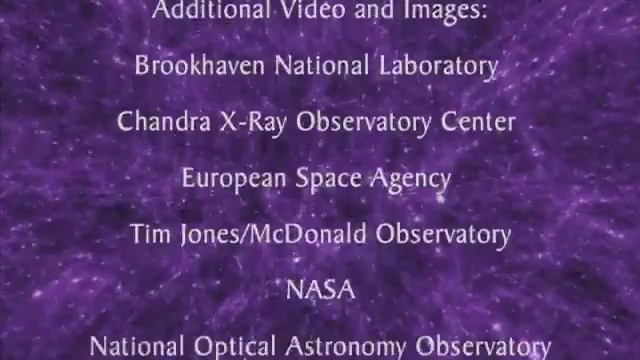 Additional Video and Images:
Brookhaven National Laboratory
Chandra X-Ray Observatory Center
European Space Agency
Tim Jones/McDonald Observatory
NASA
National Optical Astronomy Observatory